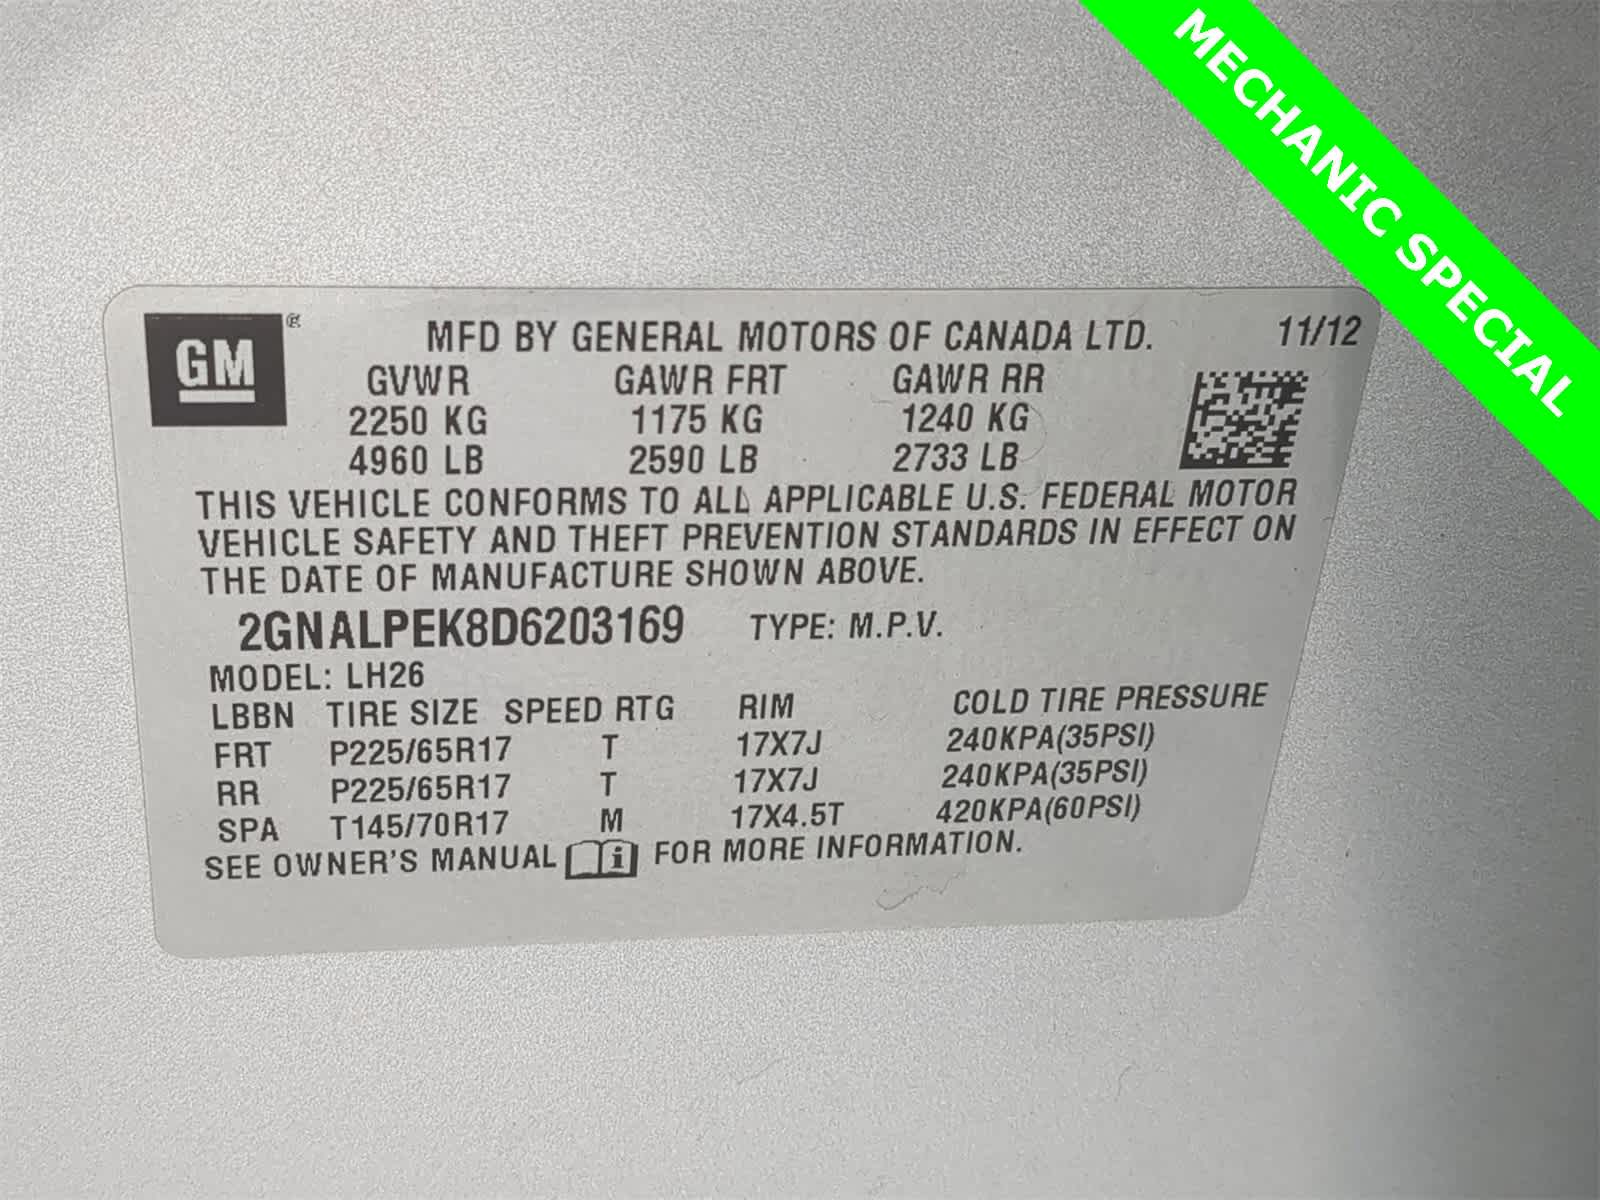 MECHANIC SPECIAL
GM ® MFD BY GENERAL MOTORS OF CANADA LTD. 11/12
GVWR GAWR FRT GAWR RR
2250 KG 1175 KG 1240 KG
4960 LB 2590 LB 2733 LB
THIS VEHICLE CONFORMS TO ALL APPLICABLE U.S. FEDERAL MOTOR
VEHICLE SAFETY AND THEFT PREVENTION STANDARDS IN EFFECT ON
THE DATE OF MANUFACTURE SHOWN ABOVE.
2GNALPEK8D6203169 TYPE: M.P.V.
MODEL: LH26
LBBN TIRE SIZE SPEED RTG RIM COLD TIRE PRESSURE
FRT P225/65R17 T 17X7J 240KPA(35PSI)
RR P225/65R17 T 17X7J 240KPA(35PSI)
SPA T145/70R17 M 17X4.5T 420KPA(60PSI)
SEE OWNER'S MANUAL i FOR MORE INFORMATION.